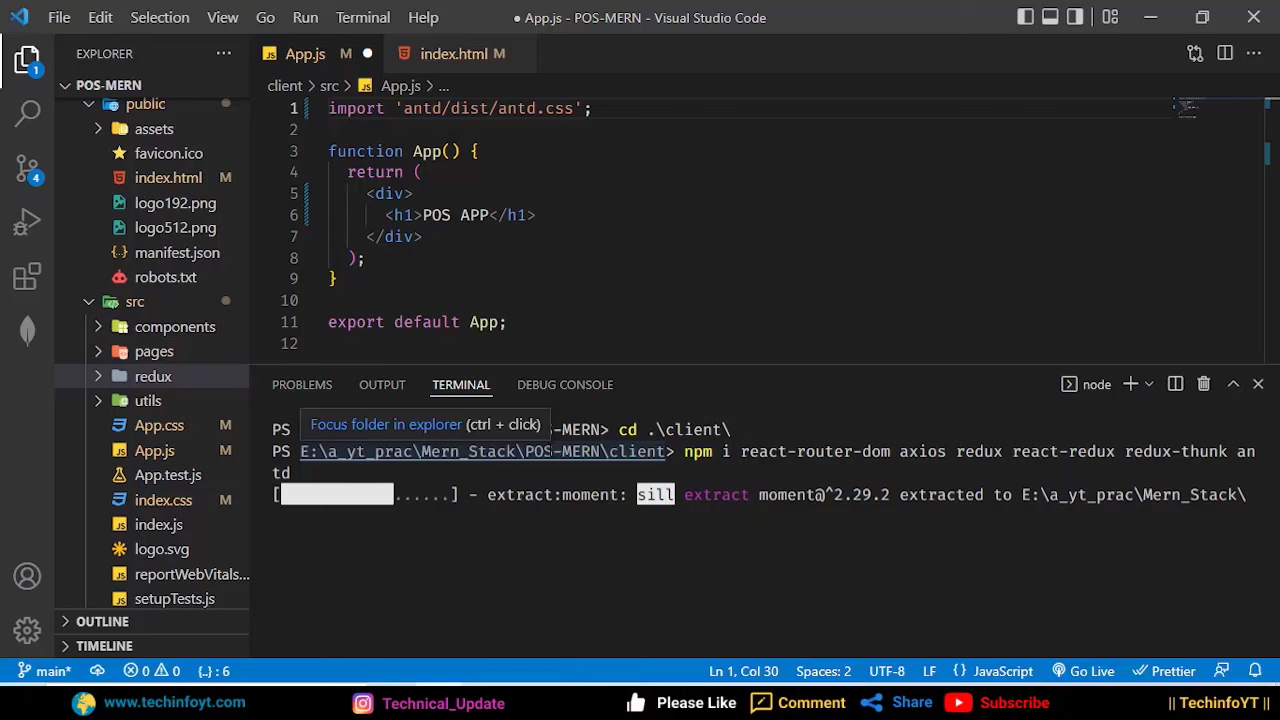 File Edit Selection View Go Run Terminal Help
● App.js - POS-MERN - Visual Studio Code
EXPLORER
App.js M
index.html M
POS-MERN
client > src > App.js > ...
public
assets
favicon.ico
index.html M
logo192.png
logo512.png
manifest.json
robots.txt
src
components
pages
redux
utils
App.css M
App.js M
App.test.js
index.css M
index.js
logo.svg
reportWebVitals...
setupTests.js
OUTLINE
TIMELINE
1
4
1 import 'antd/dist/antd.css';
2
3 function App() {
4 return (
5 <div>
6 <h1>POS APP</h1>
7 </div>
8 );
9 }
10
11 export default App;
12
PROBLEMS OUTPUT TERMINAL DEBUG CONSOLE
node
Focus folder in explorer (ctrl + click)
PS S-MERN> cd .\client\
PS E:\a_yt_prac\Mern_Stack\POS-MERN\client> npm i react-router-dom axios redux react-redux redux-thunk an
td
[ ......] - extract:moment: sill extract moment@^2.29.2 extracted to E:\a_yt_prac\Mern_Stack\
main* 0 0 {..} : 6 Ln 1, Col 30 Spaces: 2 UTF-8 LF {} JavaScript Go Live Prettier
www.techinfoyt.com Technical_Update Please Like Comment Share Subscribe || TechinfoYT ||